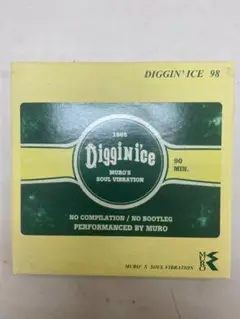 DIGGIN' ICE 98
Diggin'ice
MURO'S
SOUL VIBRATION
90
MIN.
NO COMPILATION / NO BOOTLEG
PERFORMANCED BY MURO
MURO' S SOUL VIBRATION